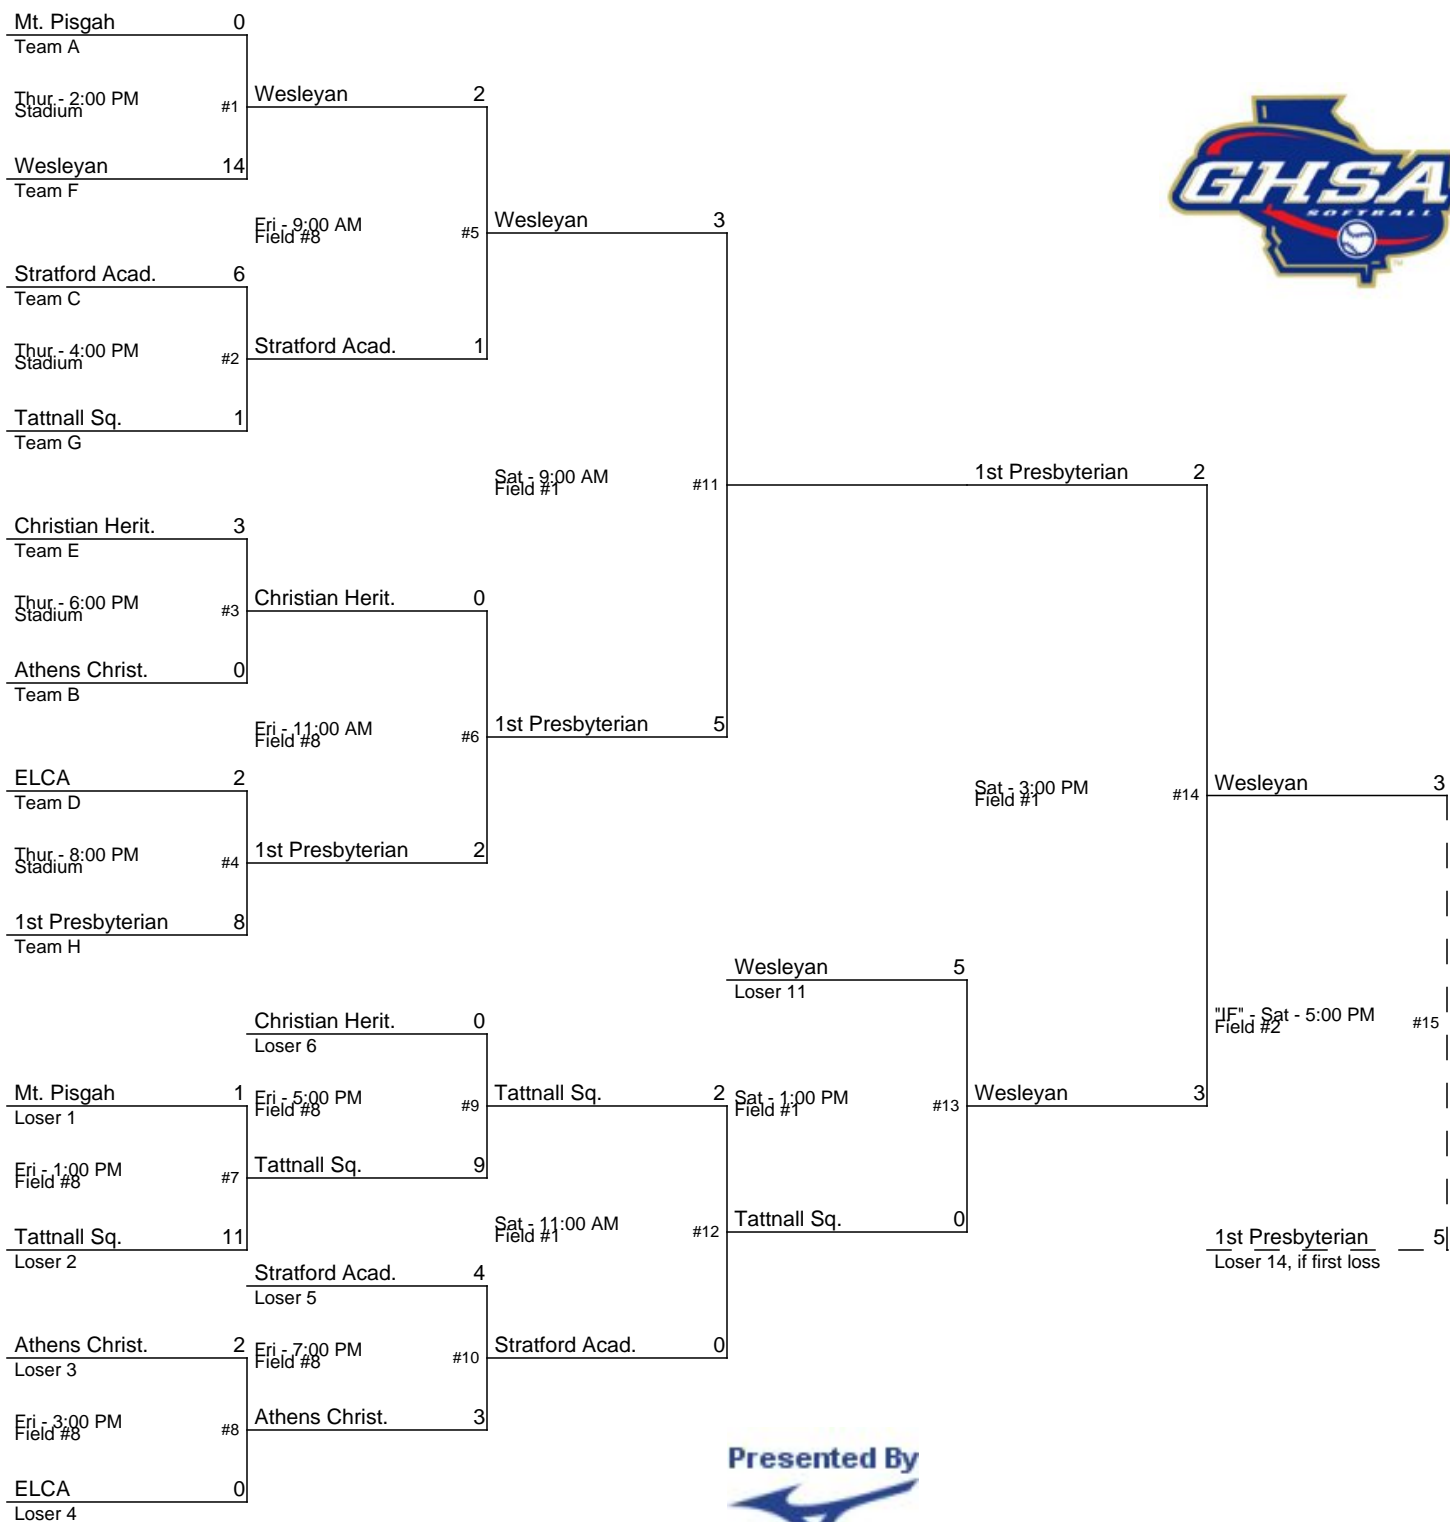 Mt. Pisgah 0
Team A
Thur - 2:00 PM
Stadium
#1
Wesleyan 2
Wesleyan 14
Team F
Fri - 9:00 AM
Field #8
#5
Wesleyan 3
Stratford Acad. 6
Team C
Thur - 4:00 PM
Stadium
#2
Stratford Acad. 1
Tattnall Sq. 1
Team G
GHSA
SOFTBALL
TM
Sat - 9:00 AM
Field #1
#11
1st Presbyterian 2
Christian Herit. 3
Team E
Thur - 6:00 PM
Stadium
#3
Christian Herit. 0
Athens Christ. 0
Team B
Fri - 11:00 AM
Field #8
#6
1st Presbyterian 5
ELCA 2
Team D
Thur - 8:00 PM
Stadium
#4
1st Presbyterian 2
1st Presbyterian 8
Team H
Sat - 3:00 PM
Field #1
#14
Wesleyan 3
Wesleyan 5
Loser 11
Christian Herit. 0
Loser 6
"IF" - Sat - 5:00 PM
Field #2
#15
Mt. Pisgah 1
Loser 1
Fri - 5:00 PM
Field #8
#9
Tattnall Sq. 2
Sat - 1:00 PM
Field #1
#13
Wesleyan 3
Fri - 1:00 PM
Field #8
#7
Tattnall Sq. 9
Tattnall Sq. 11
Loser 2
Sat - 11:00 AM
Field #1
#12
Tattnall Sq. 0
1st Presbyterian 5
Loser 14, if first loss
Stratford Acad. 4
Loser 5
Athens Christ. 2
Loser 3
Fri - 7:00 PM
Field #8
#10
Stratford Acad. 0
Fri - 3:00 PM
Field #8
#8
Athens Christ. 3
ELCA 0
Loser 4
Presented By